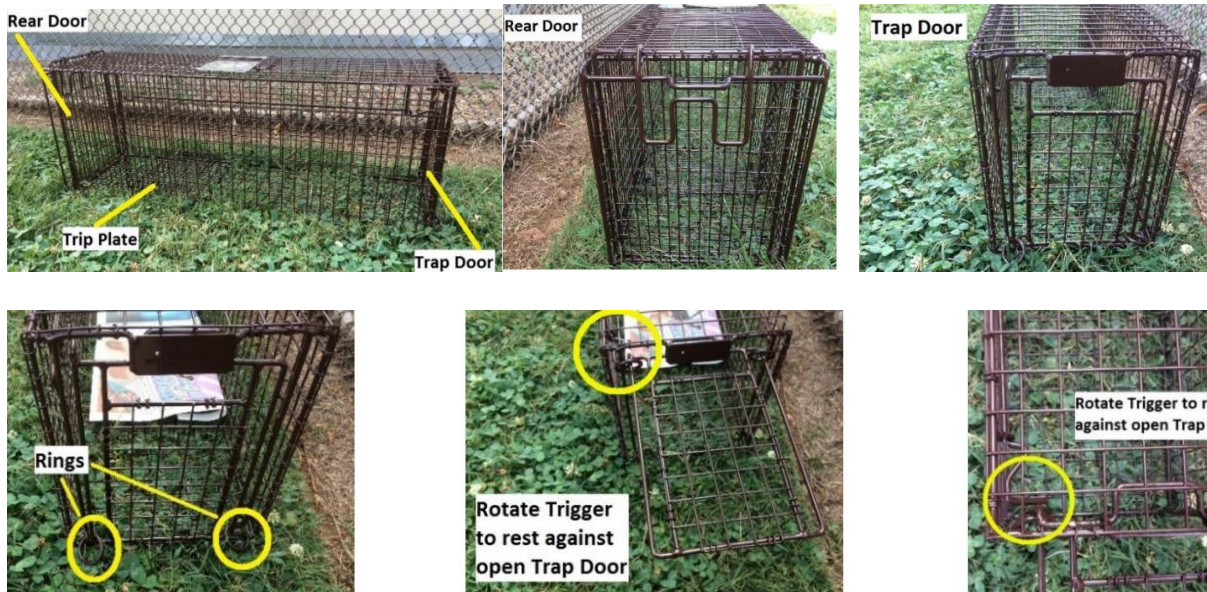 Rear Door
Trip Plate
Trap Door
Rear Door
Trap Door
Rings
Rotate Trigger
to rest against
open Trap Door
Rotate Trigger to
against open Trap